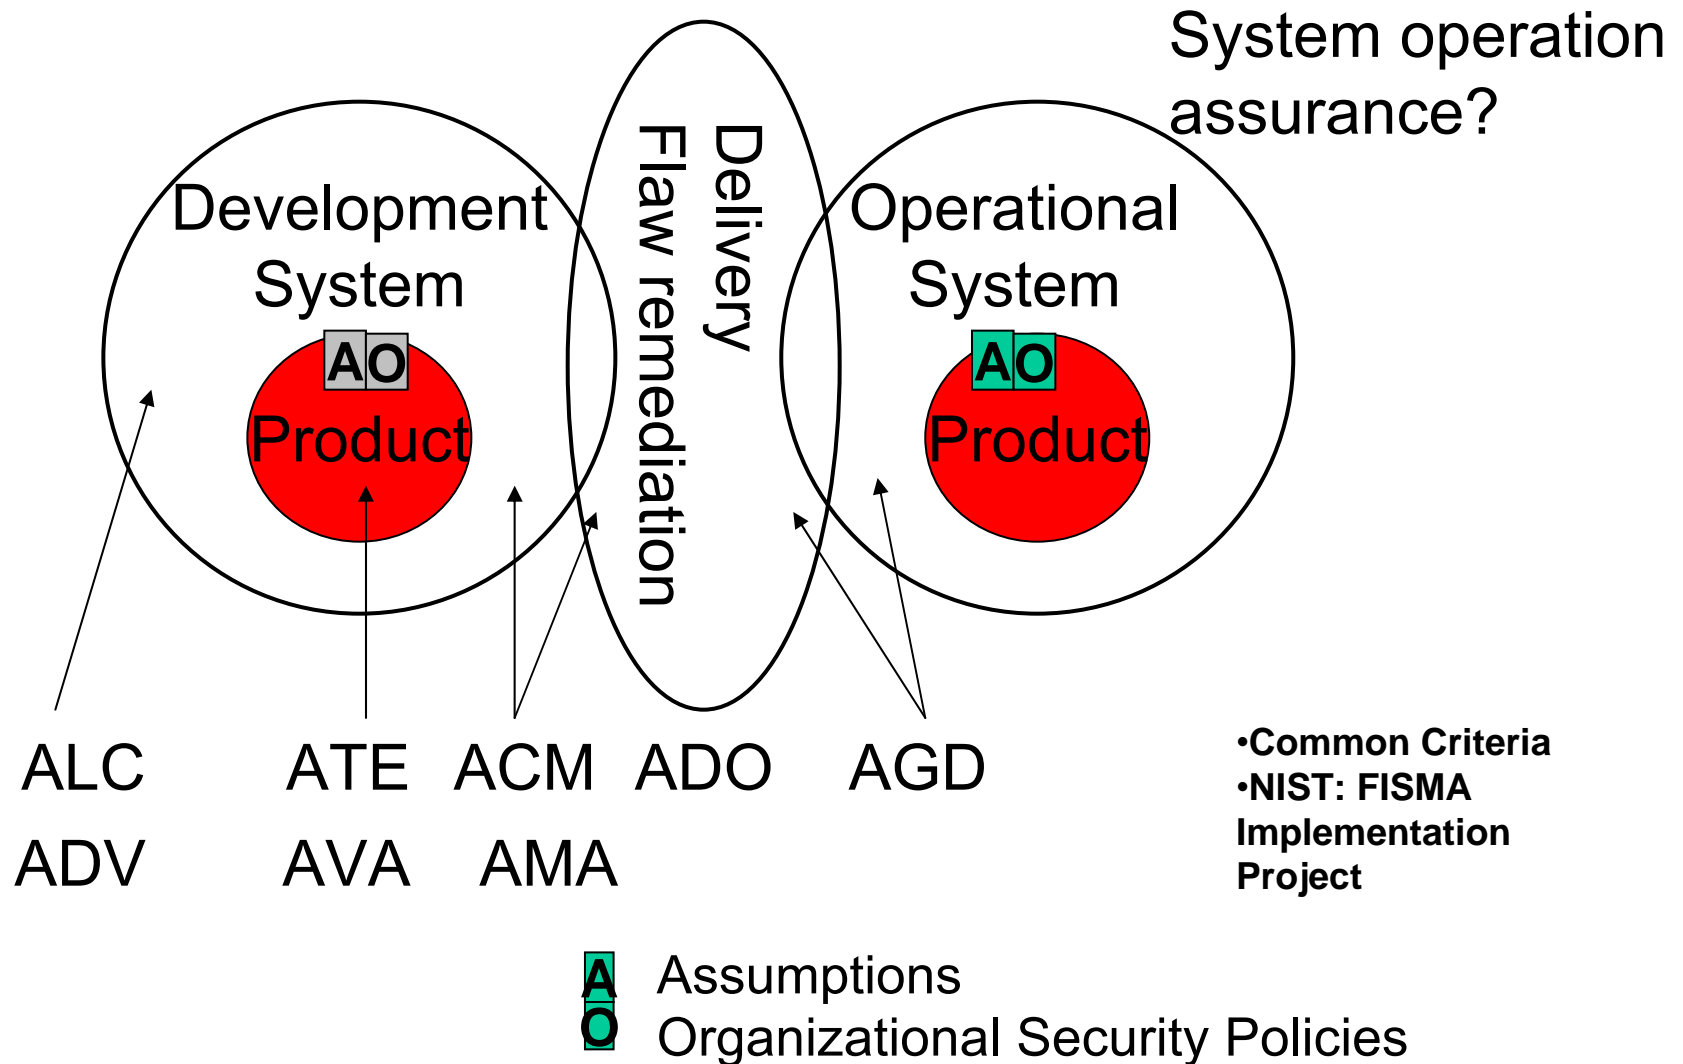 System operation
assurance?
Development
System
Delivery
Flaw remediation
Operational
System
AO
Product
AO
Product
ALC
ATE
ACM
ADO
AGD
ADV
AVA
AMA
•Common Criteria
•NIST: FISMA
Implementation
Project
A Assumptions
O Organizational Security Policies